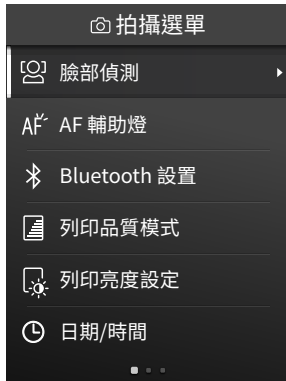 拍攝選單
臉部偵測
AF AF 輔助燈
Bluetooth 設置
列印品質模式
列印亮度設定
日期/時間